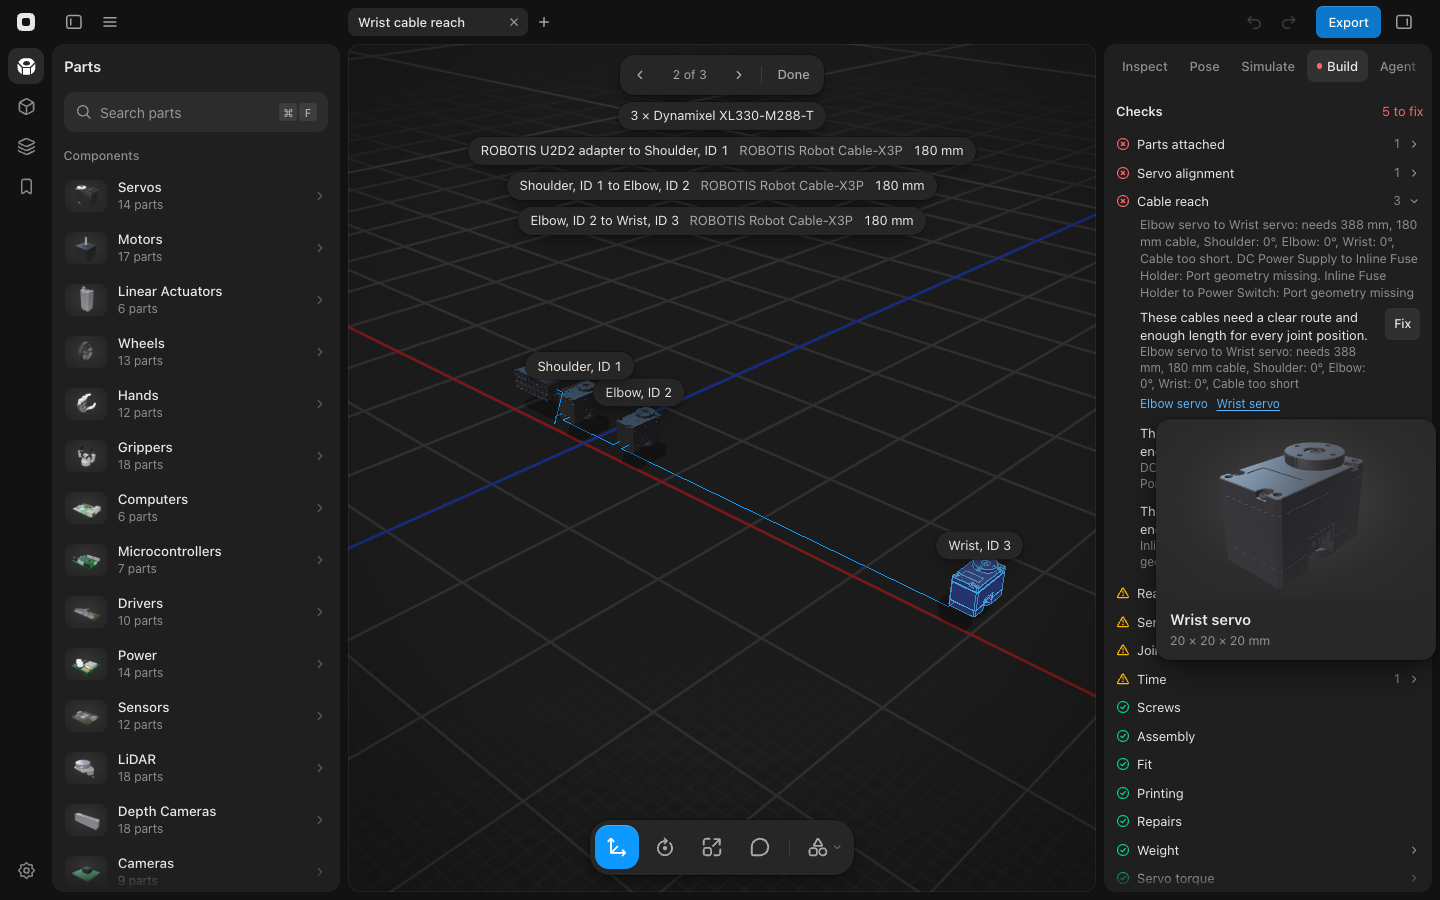 Wrist cable reach
Export
Parts
Search parts
⌘ F
Components
Servos
14 parts
Motors
17 parts
Linear Actuators
6 parts
Wheels
13 parts
Hands
12 parts
Grippers
18 parts
Computers
6 parts
Microcontrollers
7 parts
Drivers
10 parts
Power
14 parts
Sensors
12 parts
LiDAR
18 parts
Depth Cameras
18 parts
Cameras
9 parts
2 of 3
Done
3 × Dynamixel XL330-M288-T
ROBOTIS U2D2 adapter to Shoulder, ID 1 ROBOTIS Robot Cable-X3P 180 mm
Shoulder, ID 1 to Elbow, ID 2 ROBOTIS Robot Cable-X3P 180 mm
Elbow, ID 2 to Wrist, ID 3 ROBOTIS Robot Cable-X3P 180 mm
Shoulder, ID 1
Elbow, ID 2
Wrist, ID 3
Inspect
Pose
Simulate
Build
Agent
Checks
5 to fix
Parts attached 1
Servo alignment 1
Cable reach 3
Elbow servo to Wrist servo: needs 388 mm, 180
mm cable, Shoulder: 0°, Elbow: 0°, Wrist: 0°,
Cable too short. DC Power Supply to Inline Fuse
Holder: Port geometry missing. Inline Fuse
Holder to Power Switch: Port geometry missing
These cables need a clear route and
enough length for every joint position.
Fix
Elbow servo to Wrist servo: needs 388
mm, 180 mm cable, Shoulder: 0°, Elbow:
0°, Wrist: 0°, Cable too short
Elbow servo Wrist servo
Wrist servo
20 × 20 × 20 mm
Time 1
Screws
Assembly
Fit
Printing
Repairs
Weight
Servo torque